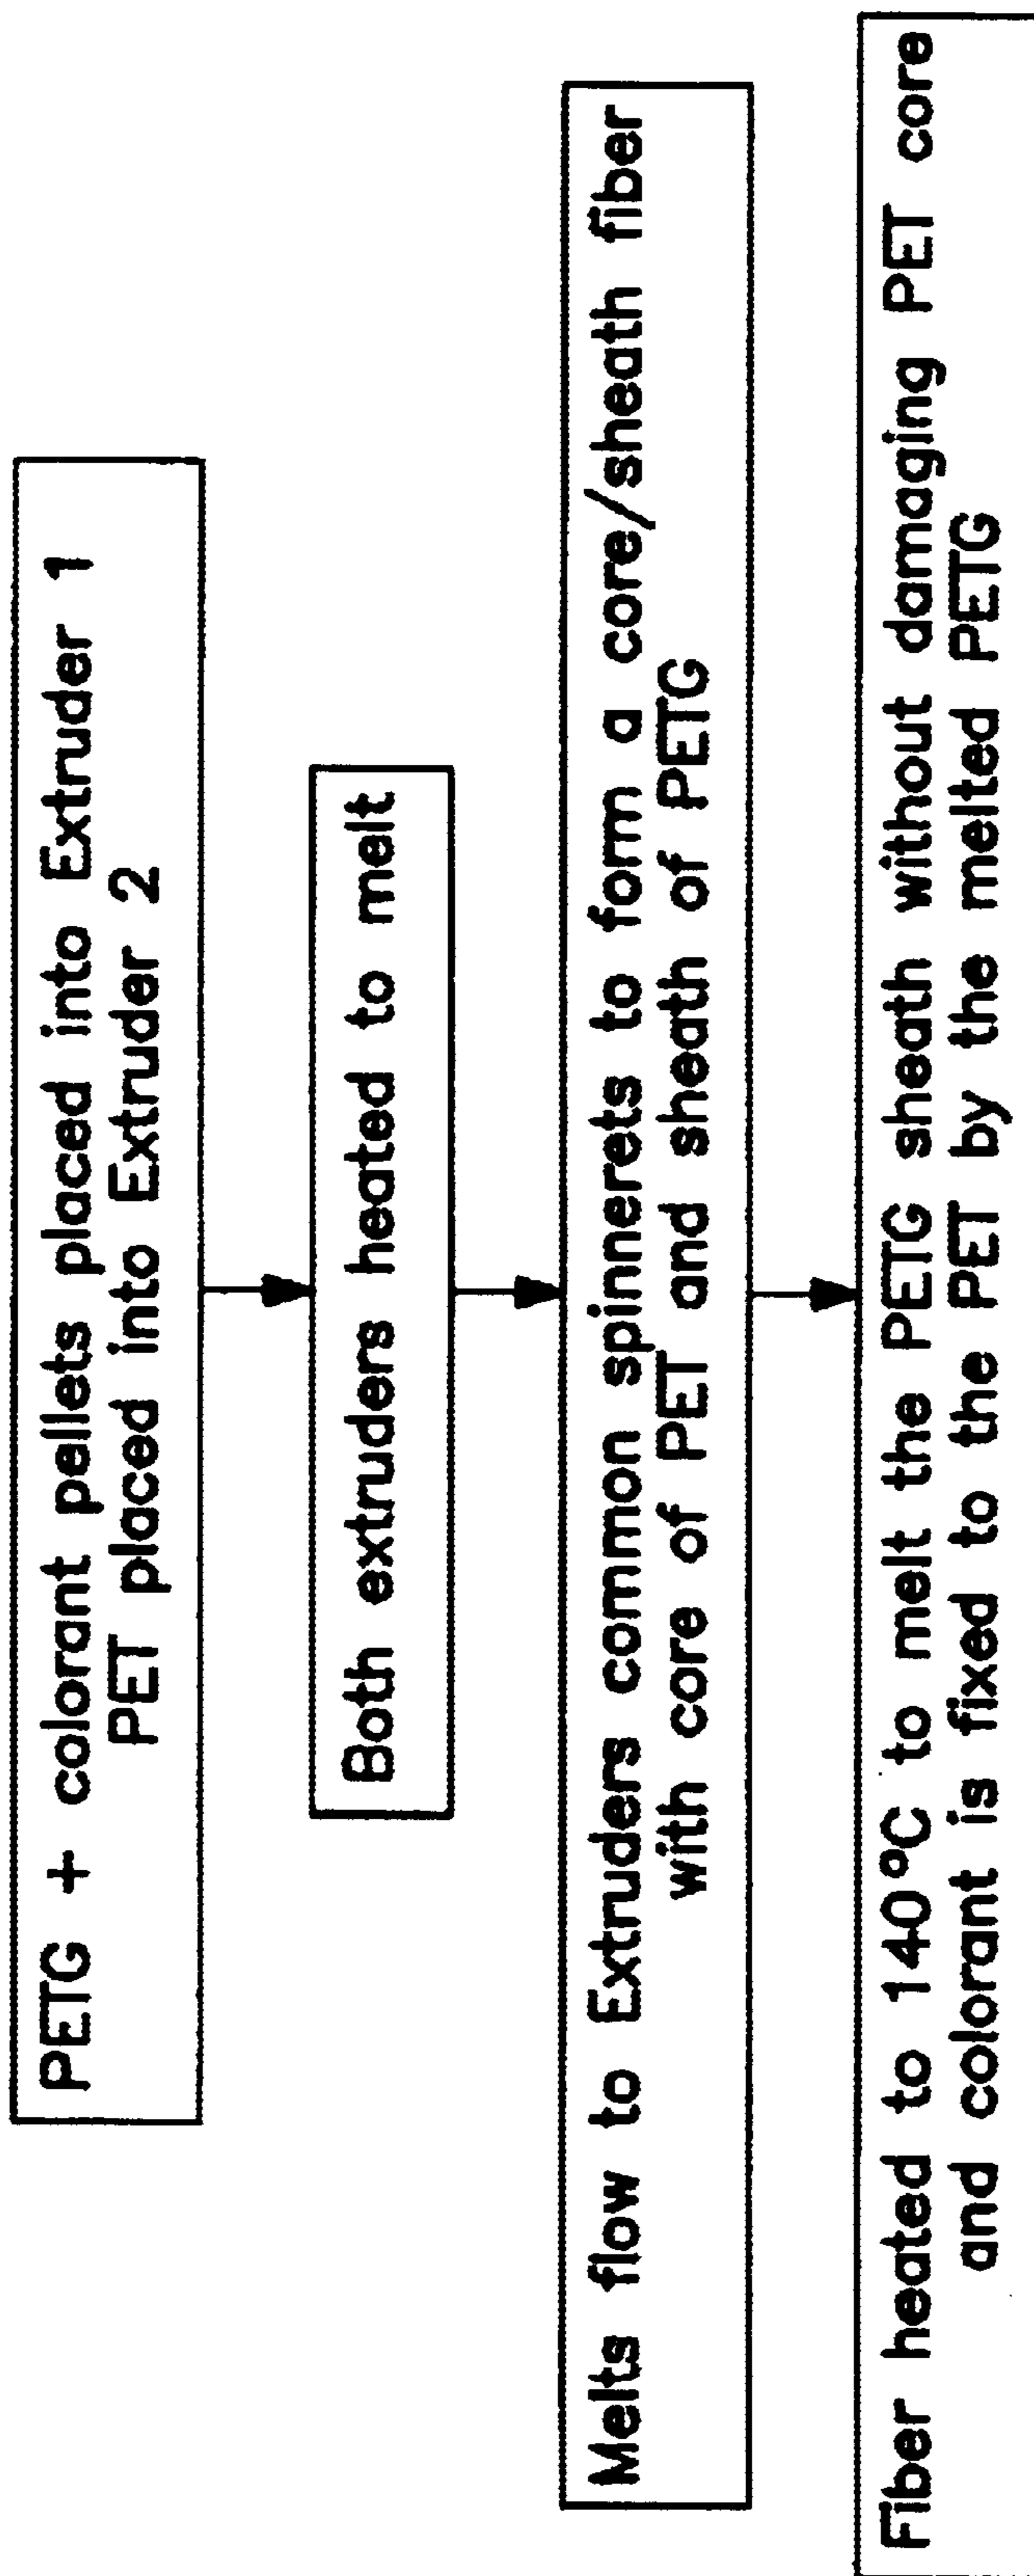 PETG + colorant pellets placed into Extruder 1
PET placed into Extruder 2
Both extruders heated to melt
Melts flow to Extruders common spinnerets to form a core/sheath fiber
with core of PET and sheath of PETG
Fiber heated to 140°C to melt the PETG sheath without damaging PET core
and colorant is fixed to the PET by the melted PETG